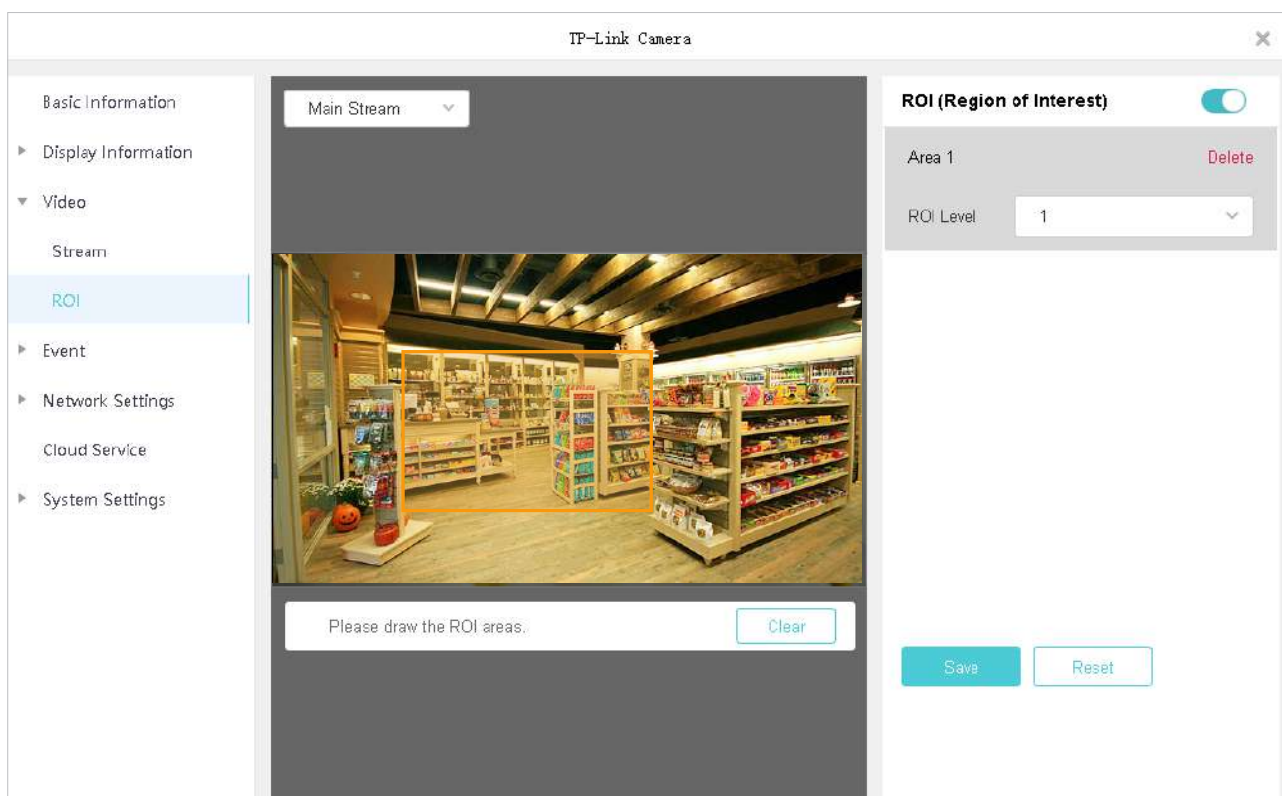 TP-Link Camera
Basic Information
Display Information
Video
Stream
ROI
Event
Network Settings
Cloud Service
System Settings
Main Stream
Please draw the ROI areas.
Clear
ROI (Region of Interest)
Area 1
Delete
ROI Level
1
Save
Reset